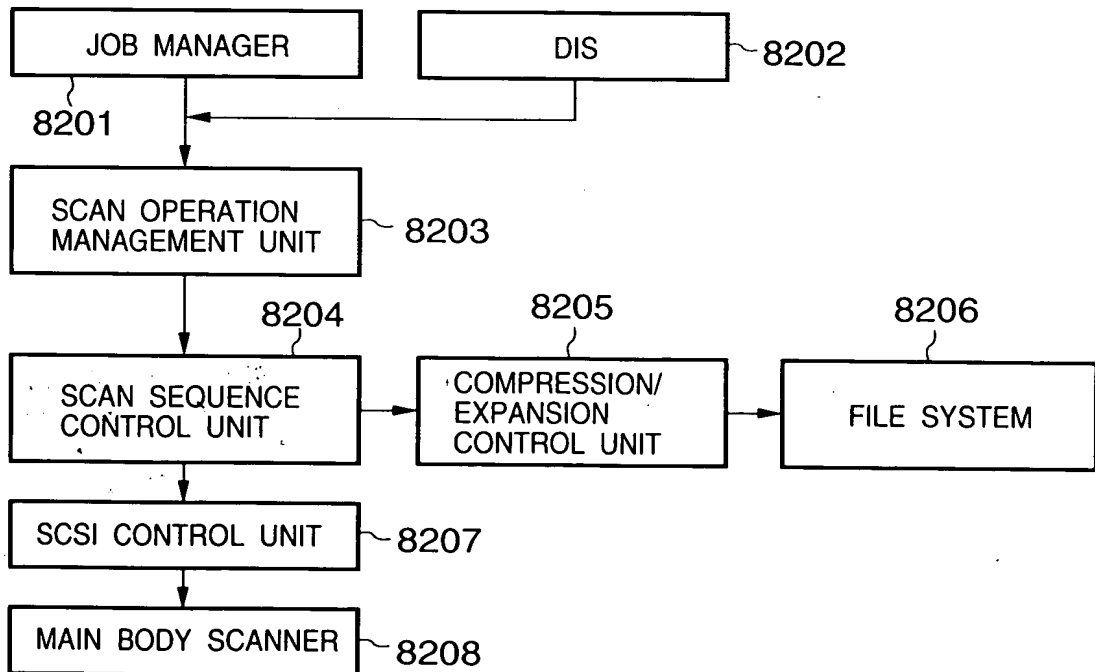 JOB MANAGER
DIS
8202
8201
SCAN OPERATION
MANAGEMENT UNIT
8203
8204
8205
8206
SCAN SEQUENCE
CONTROL UNIT
COMPRESSION/
EXPANSION
CONTROL UNIT
FILE SYSTEM
SCSI CONTROL UNIT
8207
MAIN BODY SCANNER
8208